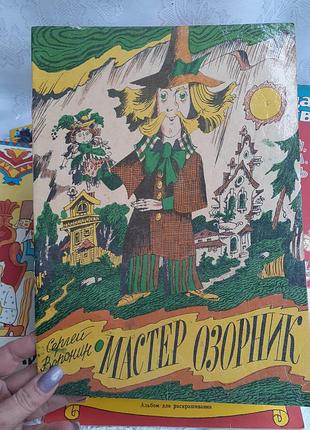 Сергей
Воронин
МАСТЕР ОЗОРНИК
Альбом для раскрашивания